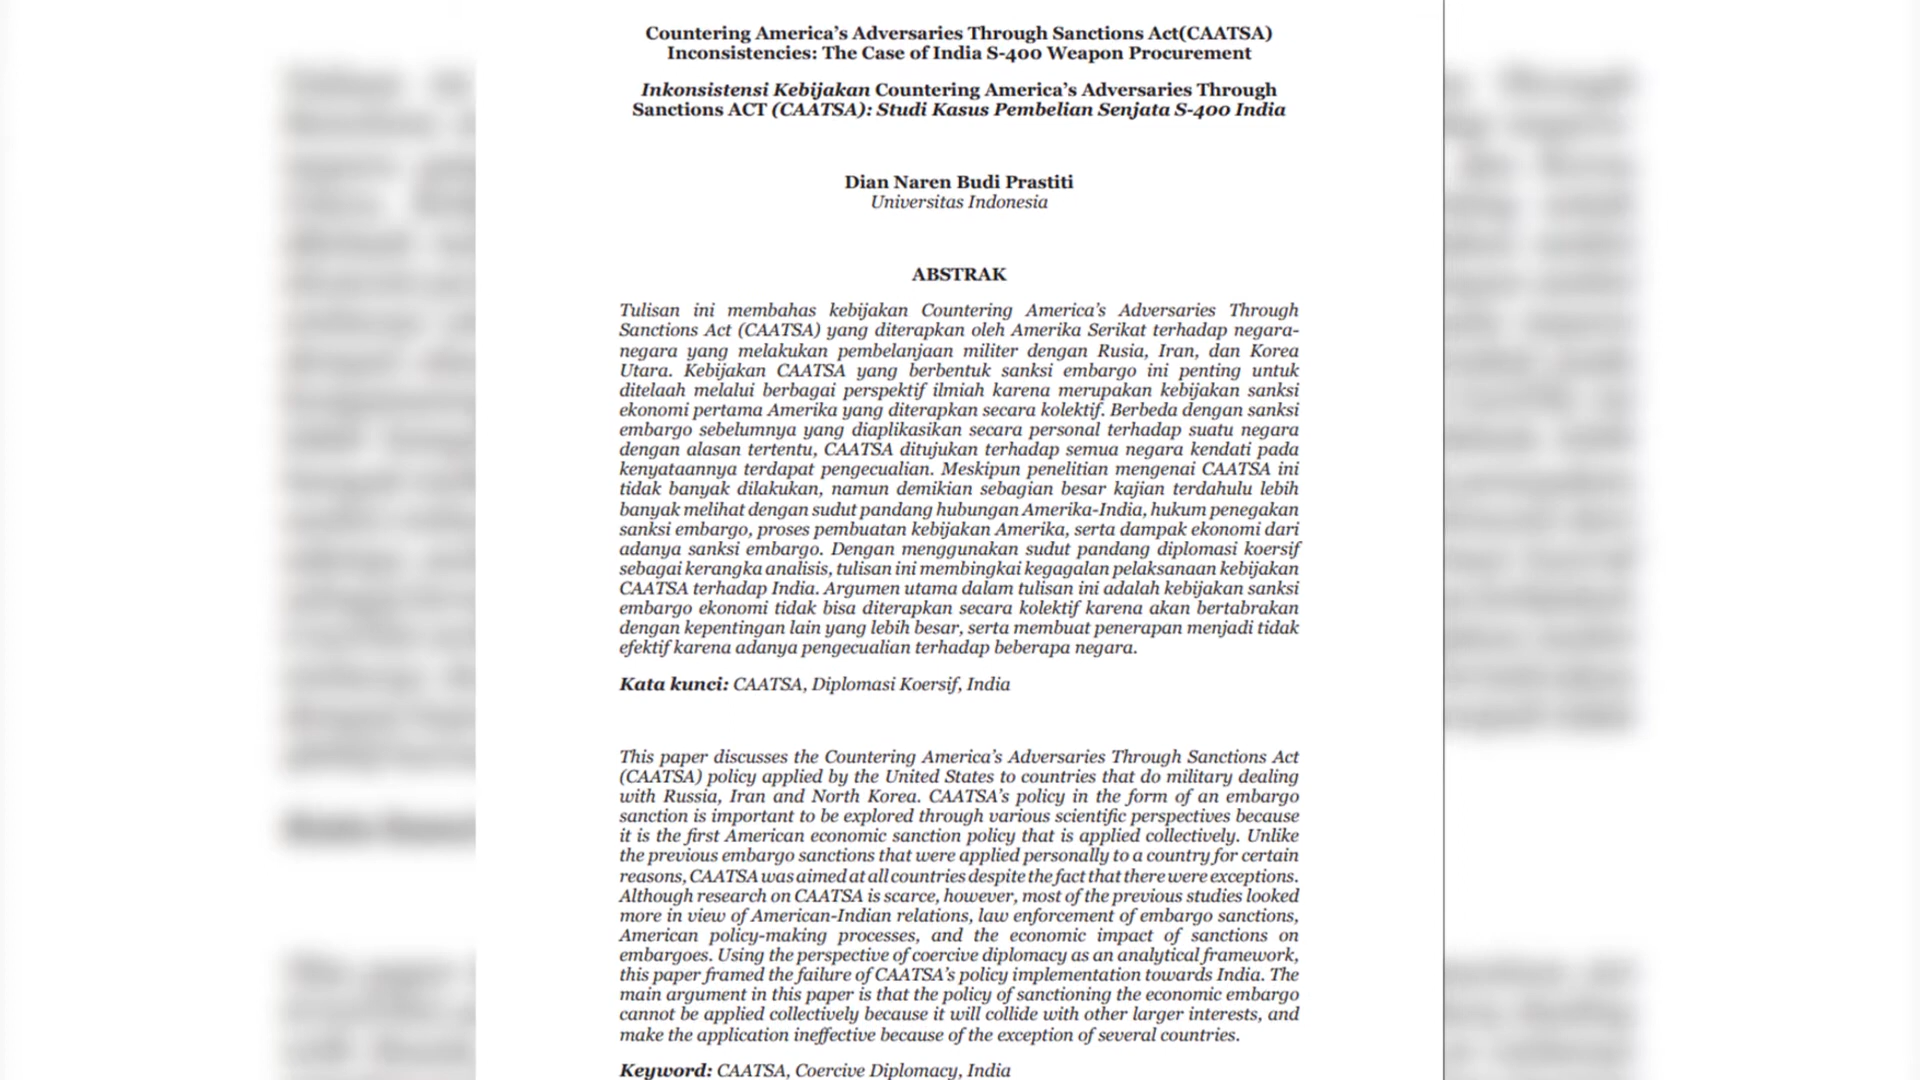 Countering America’s Adversaries Through Sanctions Act(CAATSA)
Inconsistencies: The Case of India S-400 Weapon Procurement
Inkonsistensi Kebijakan Countering America’s Adversaries Through
Sanctions ACT (CAATSA): Studi Kasus Pembelian Senjata S-400 India
Dian Naren Budi Prastiti
Universitas Indonesia
ABSTRAK
Tulisan ini membahas kebijakan Countering America’s Adversaries Through
Sanctions Act (CAATSA) yang diterapkan oleh Amerika Serikat terhadap negara-
negara yang melakukan pembelanjaan militer dengan Rusia, Iran, dan Korea
Utara. Kebijakan CAATSA yang berbentuk sanksi embargo ini penting untuk
ditelaah melalui berbagai perspektif ilmiah karena merupakan kebijakan sanksi
ekonomi pertama Amerika yang diterapkan secara kolektif. Berbeda dengan sanksi
embargo sebelumnya yang diaplikasikan secara personal terhadap suatu negara
dengan alasan tertentu, CAATSA ditujukan terhadap semua negara kendati pada
kenyataannya terdapat pengecualian. Meskipun penelitian mengenai CAATSA ini
tidak banyak dilakukan, namun demikian sebagian besar kajian terdahulu lebih
banyak melihat dengan sudut pandang hubungan Amerika-India, hukum penegakan
sanksi embargo, proses pembuatan kebijakan Amerika, serta dampak ekonomi dari
adanya sanksi embargo. Dengan menggunakan sudut pandang diplomasi koersif
sebagai kerangka analisis, tulisan ini membingkai kegagalan pelaksanaan kebijakan
CAATSA terhadap India. Argumen utama dalam tulisan ini adalah kebijakan sanksi
embargo ekonomi tidak bisa diterapkan secara kolektif karena akan bertabrakan
dengan kepentingan lain yang lebih besar, serta membuat penerapan menjadi tidak
efektif karena adanya pengecualian terhadap beberapa negara.
Kata kunci: CAATSA, Diplomasi Koersif, India
This paper discusses the Countering America’s Adversaries Through Sanctions Act
(CAATSA) policy applied by the United States to countries that do military dealing
with Russia, Iran and North Korea. CAATSA’s policy in the form of an embargo
sanction is important to be explored through various scientific perspectives because
it is the first American economic sanction policy that is applied collectively. Unlike
the previous embargo sanctions that were applied personally to a country for certain
reasons, CAATSA was aimed at all countries despite the fact that there were exceptions.
Although research on CAATSA is scarce, however, most of the previous studies looked
more in view of American-Indian relations, law enforcement of embargo sanctions,
American policy-making processes, and the economic impact of sanctions on
embargoes. Using the perspective of coercive diplomacy as an analytical framework,
this paper framed the failure of CAATSA’s policy implementation towards India. The
main argument in this paper is that the policy of sanctioning the economic embargo
cannot be applied collectively because it will collide with other larger interests, and
make the application ineffective because of the exception of several countries.
Keyword: CAATSA, Coercive Diplomacy, India